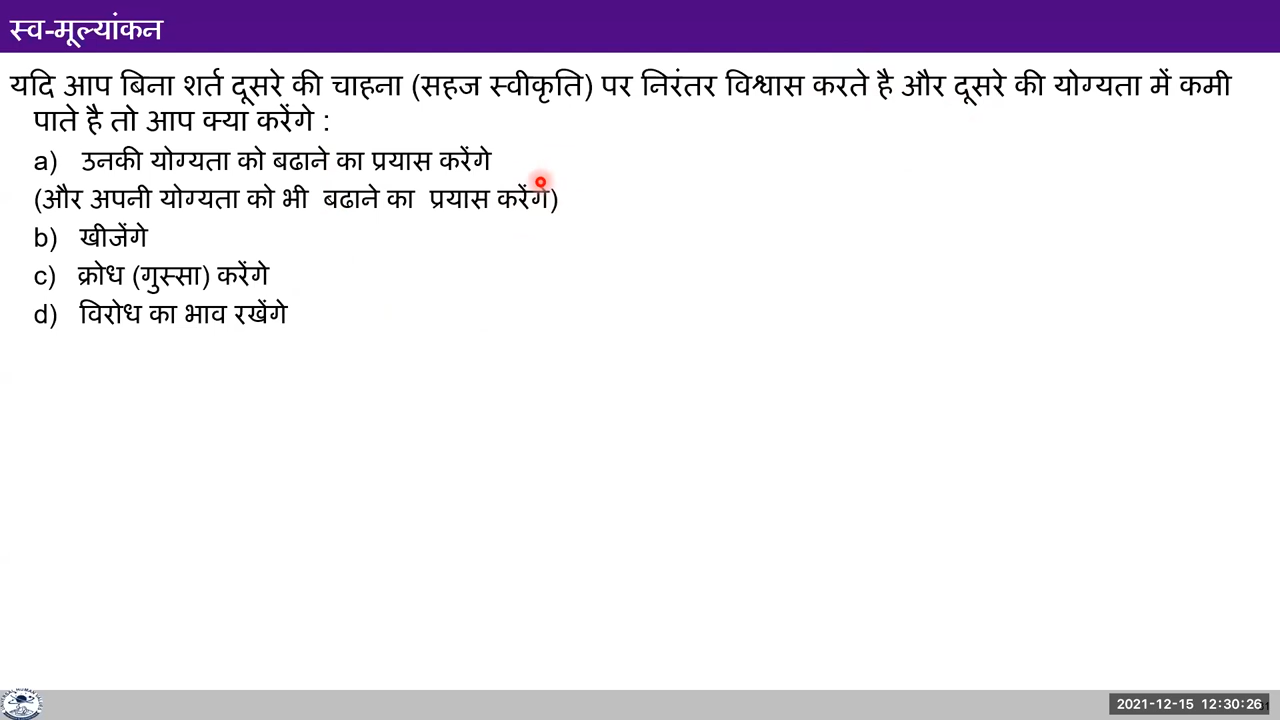 स्व-मूल्यांकन
यदि आप बिना शर्त दूसरे की चाहना (सहज स्वीकृति) पर निरंतर विश्वास करते है और दूसरे की योग्यता में कमी
पाते है तो आप क्या करेंगे :
a) उनकी योग्यता को बढाने का प्रयास करेंगे
(और अपनी योग्यता को भी बढाने का प्रयास करेंगे)
b) खीजेंगे
c) क्रोध (गुस्सा) करेंगे
d) विरोध का भाव रखेंगे
2021-12-15 12:30:26